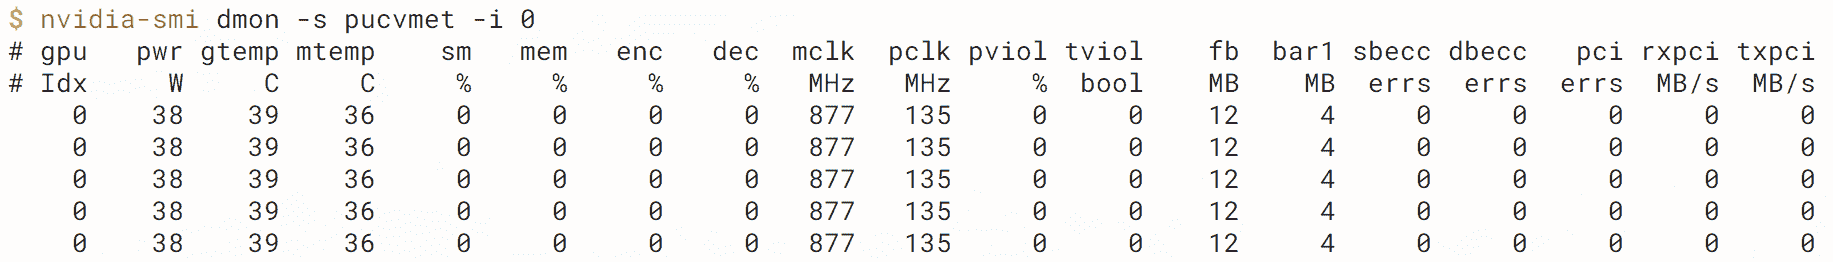 $ nvidia-smi dmon -s pucvmet -i 0
# gpu   pwr gtemp mtemp    sm   mem   enc   dec  mclk  pclk pviol tviol    fb  bar1 sbecc dbecc   pci rxpci txpci
# Idx     W     C     C     %     %     %     %   MHz   MHz     %  bool    MB    MB  errs  errs  errs  MB/s  MB/s
    0    38    39    36     0     0     0     0   877   135     0     0    12     4     0     0     0     0     0
    0    38    39    36     0     0     0     0   877   135     0     0    12     4     0     0     0     0     0
    0    38    39    36     0     0     0     0   877   135     0     0    12     4     0     0     0     0     0
    0    38    39    36     0     0     0     0   877   135     0     0    12     4     0     0     0     0     0
    0    38    39    36     0     0     0     0   877   135     0     0    12     4     0     0     0     0     0